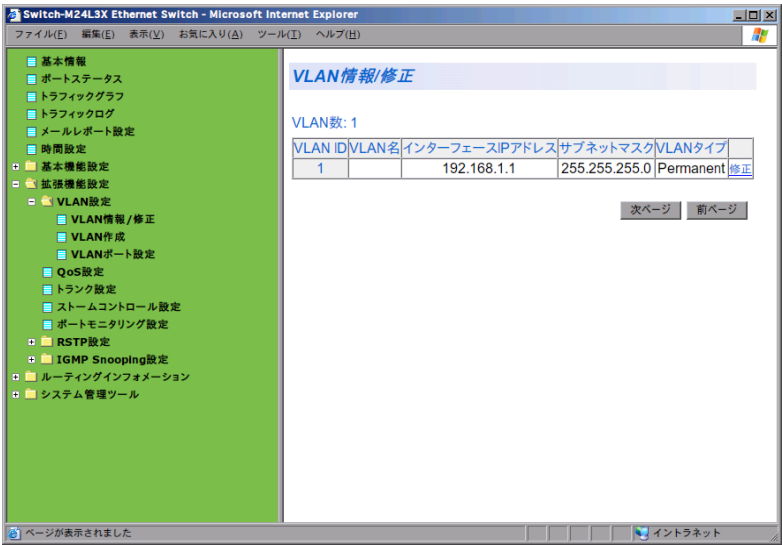 Switch-M24L3X Ethernet Switch - Microsoft Internet Explorer
ファイル(F) 編集(E) 表示(V) お気に入り(A) ツール(T) ヘルプ(H)
基本情報
ポートステータス
トラフィックグラフ
トラフィックログ
メールレポート設定
時間設定
基本機能設定
拡張機能設定
VLAN設定
VLAN情報/修正
VLAN作成
VLANポート設定
QoS設定
トランク設定
ストームコントロール設定
ポートモニタリング設定
RSTP設定
IGMP Snooping設定
ルーティングインフォメーション
システム管理ツール
VLAN情報/修正
VLAN数: 1
VLAN ID VLAN名 インターフェースIPアドレス サブネットマスク VLANタイプ
1 192.168.1.1 255.255.255.0 Permanent 修正
次ページ 前ページ
ページが表示されました イントラネット